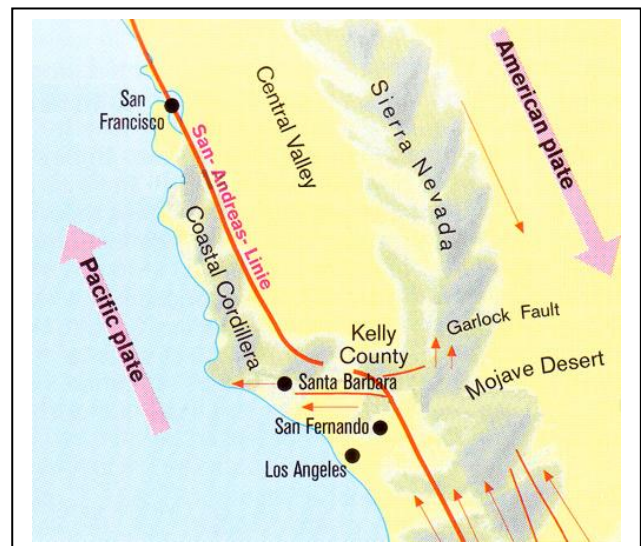 San
Francisco
San- Andreas- Linie
Central Valley
Sierra Nevada
American plate
Coastal Cordillera
Pacific plate
Kelly
County
Garlock Fault
Mojave Desert
Santa Barbara
San Fernando
Los Angeles